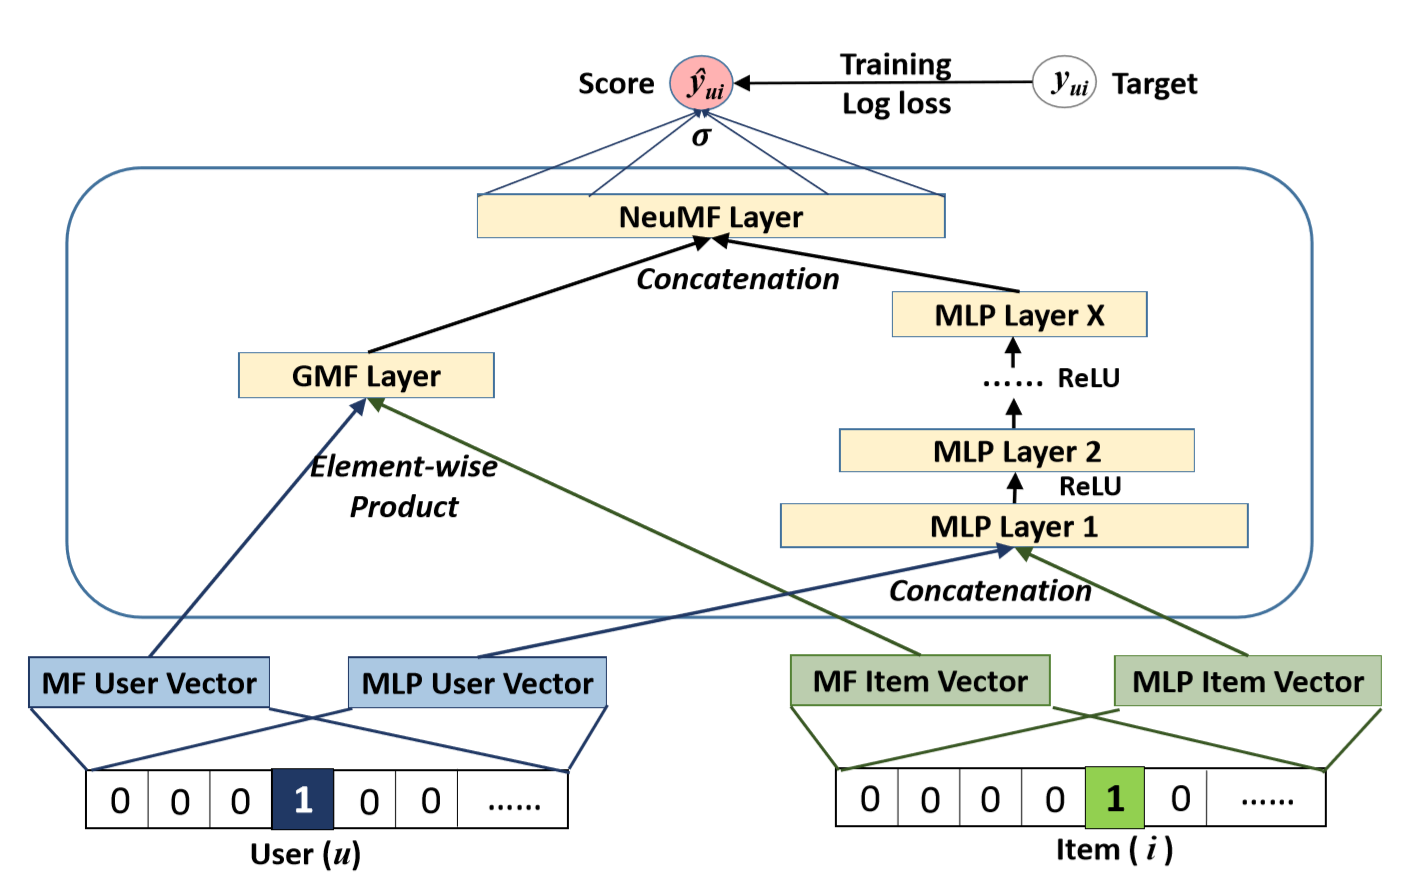 Score
ŷui
Training
Log loss
yui
Target
σ
NeuMF Layer
Concatenation
MLP Layer X
GMF Layer
...... ReLU
Element-wise
Product
MLP Layer 2
ReLU
MLP Layer 1
Concatenation
MF User Vector
MLP User Vector
MF Item Vector
MLP Item Vector
0 0 0 1 0 0 ......
0 0 0 0 1 0 ......
User (u)
Item ( i )